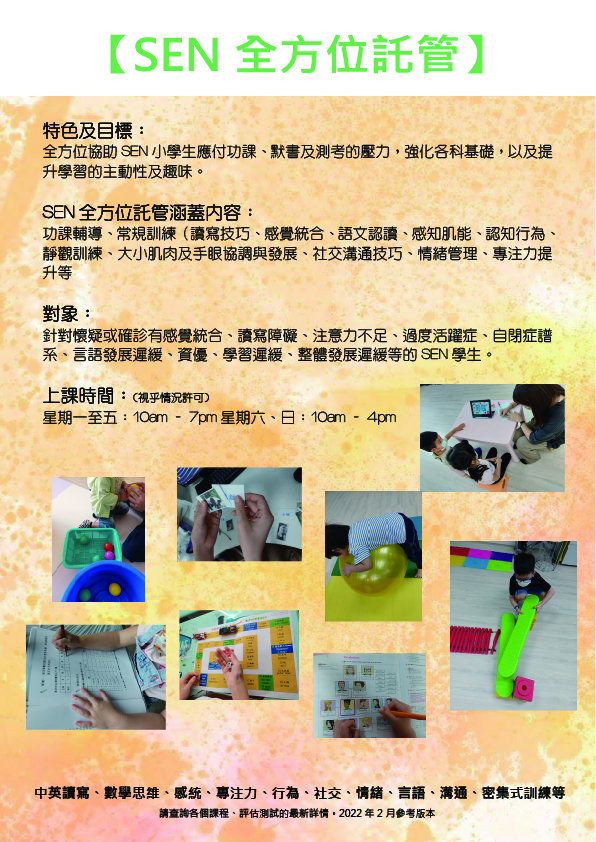 【SEN 全方位託管】
特色及目標：
全方位協助 SEN 小學生應付功課、默書及測考的壓力，強化各科基礎，以及提
升學習的主動性及趣味。
SEN 全方位託管涵蓋內容：
功課輔導、常規訓練（讀寫技巧、感覺統合、語文認讀、感知肌能、認知行為、
靜觀訓練、大小肌肉及手眼協調與發展、社交溝通技巧、情緒管理、專注力提
升等
對象：
針對懷疑或確診有感覺統合、讀寫障礙、注意力不足、過度活躍症、自閉症譜
系、言語發展遲緩、資優、學習遲緩、整體發展遲緩等的 SEN 學生。
上課時間：（視乎情況許可）
星期一至五：10am - 7pm 星期六、日：10am - 4pm
中英讀寫、數學思维、感統、專注力、行為、社交、情緒、言語、溝通、密集式訓練等
請查詢各個課程、評估測試的最新詳情。2022 年 2 月參考版本